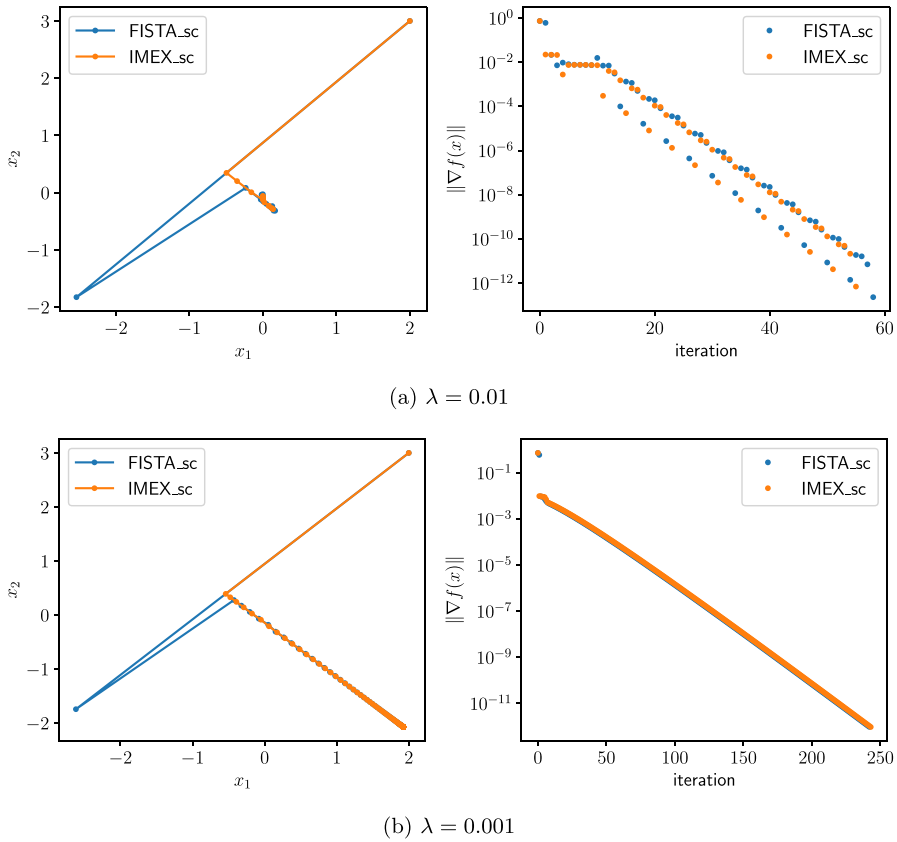 FISTA_sc
IMEX_sc
3
2
1
0
−1
−2
x₂
−2
−1
0
1
2
x₁
FISTA_sc
IMEX_sc
10⁰
10⁻²
10⁻⁴
10⁻⁶
10⁻⁸
10⁻¹⁰
10⁻¹²
‖∇f(x)‖
0
20
40
60
iteration
(a) λ = 0.01
FISTA_sc
IMEX_sc
3
2
1
0
−1
−2
x₂
−2
−1
0
1
2
x₁
FISTA_sc
IMEX_sc
10⁻¹
10⁻³
10⁻⁵
10⁻⁷
10⁻⁹
10⁻¹¹
‖∇f(x)‖
0
50
100
150
200
250
iteration
(b) λ = 0.001